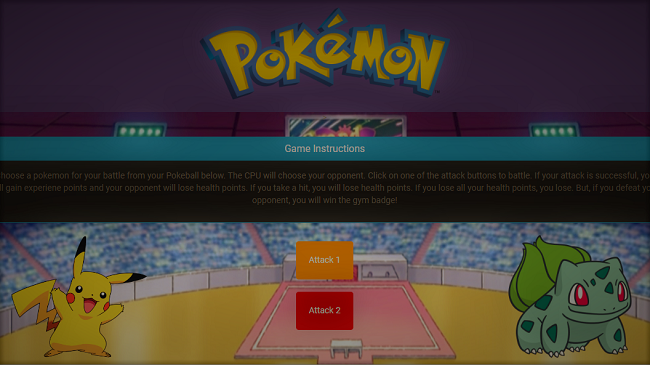 POKéMON
Game Instructions
hoose a pokemon for your battle from your Pokeball below. The CPU will choose your opponent. Click on one of the attack buttons to battle. If your attack is successful, yo
ll gain experiene points and your opponent will lose health points. If you take a hit, you will lose health points. If you lose all your health points, you lose. But, if you defeat yo
opponent, you will win the gym badge!
Attack 1
Attack 2